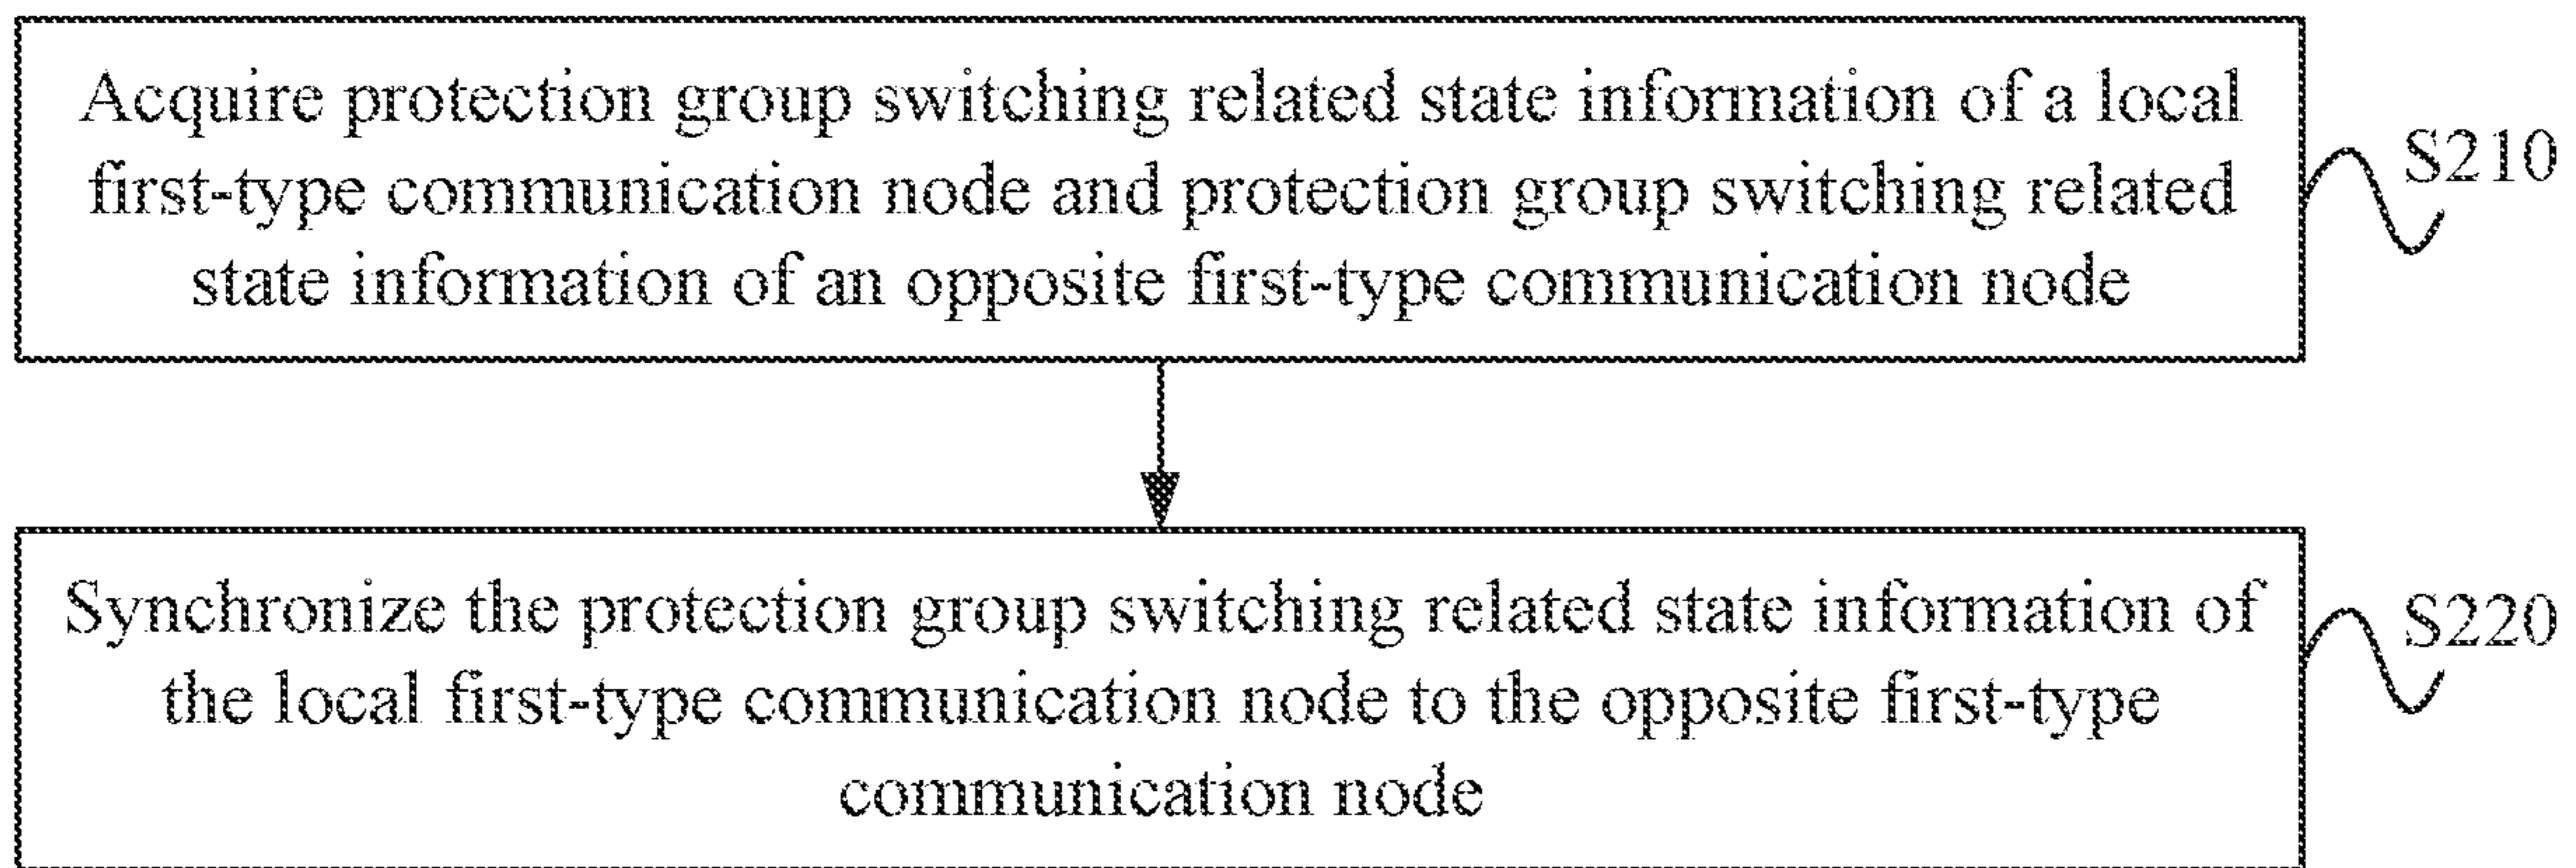 Acquire protection group switching related state information of a local
first-type communication node and protection group switching related
state information of an opposite first-type communication node
S210
Synchronize the protection group switching related state information of
the local first-type communication node to the opposite first-type
communication node
S220